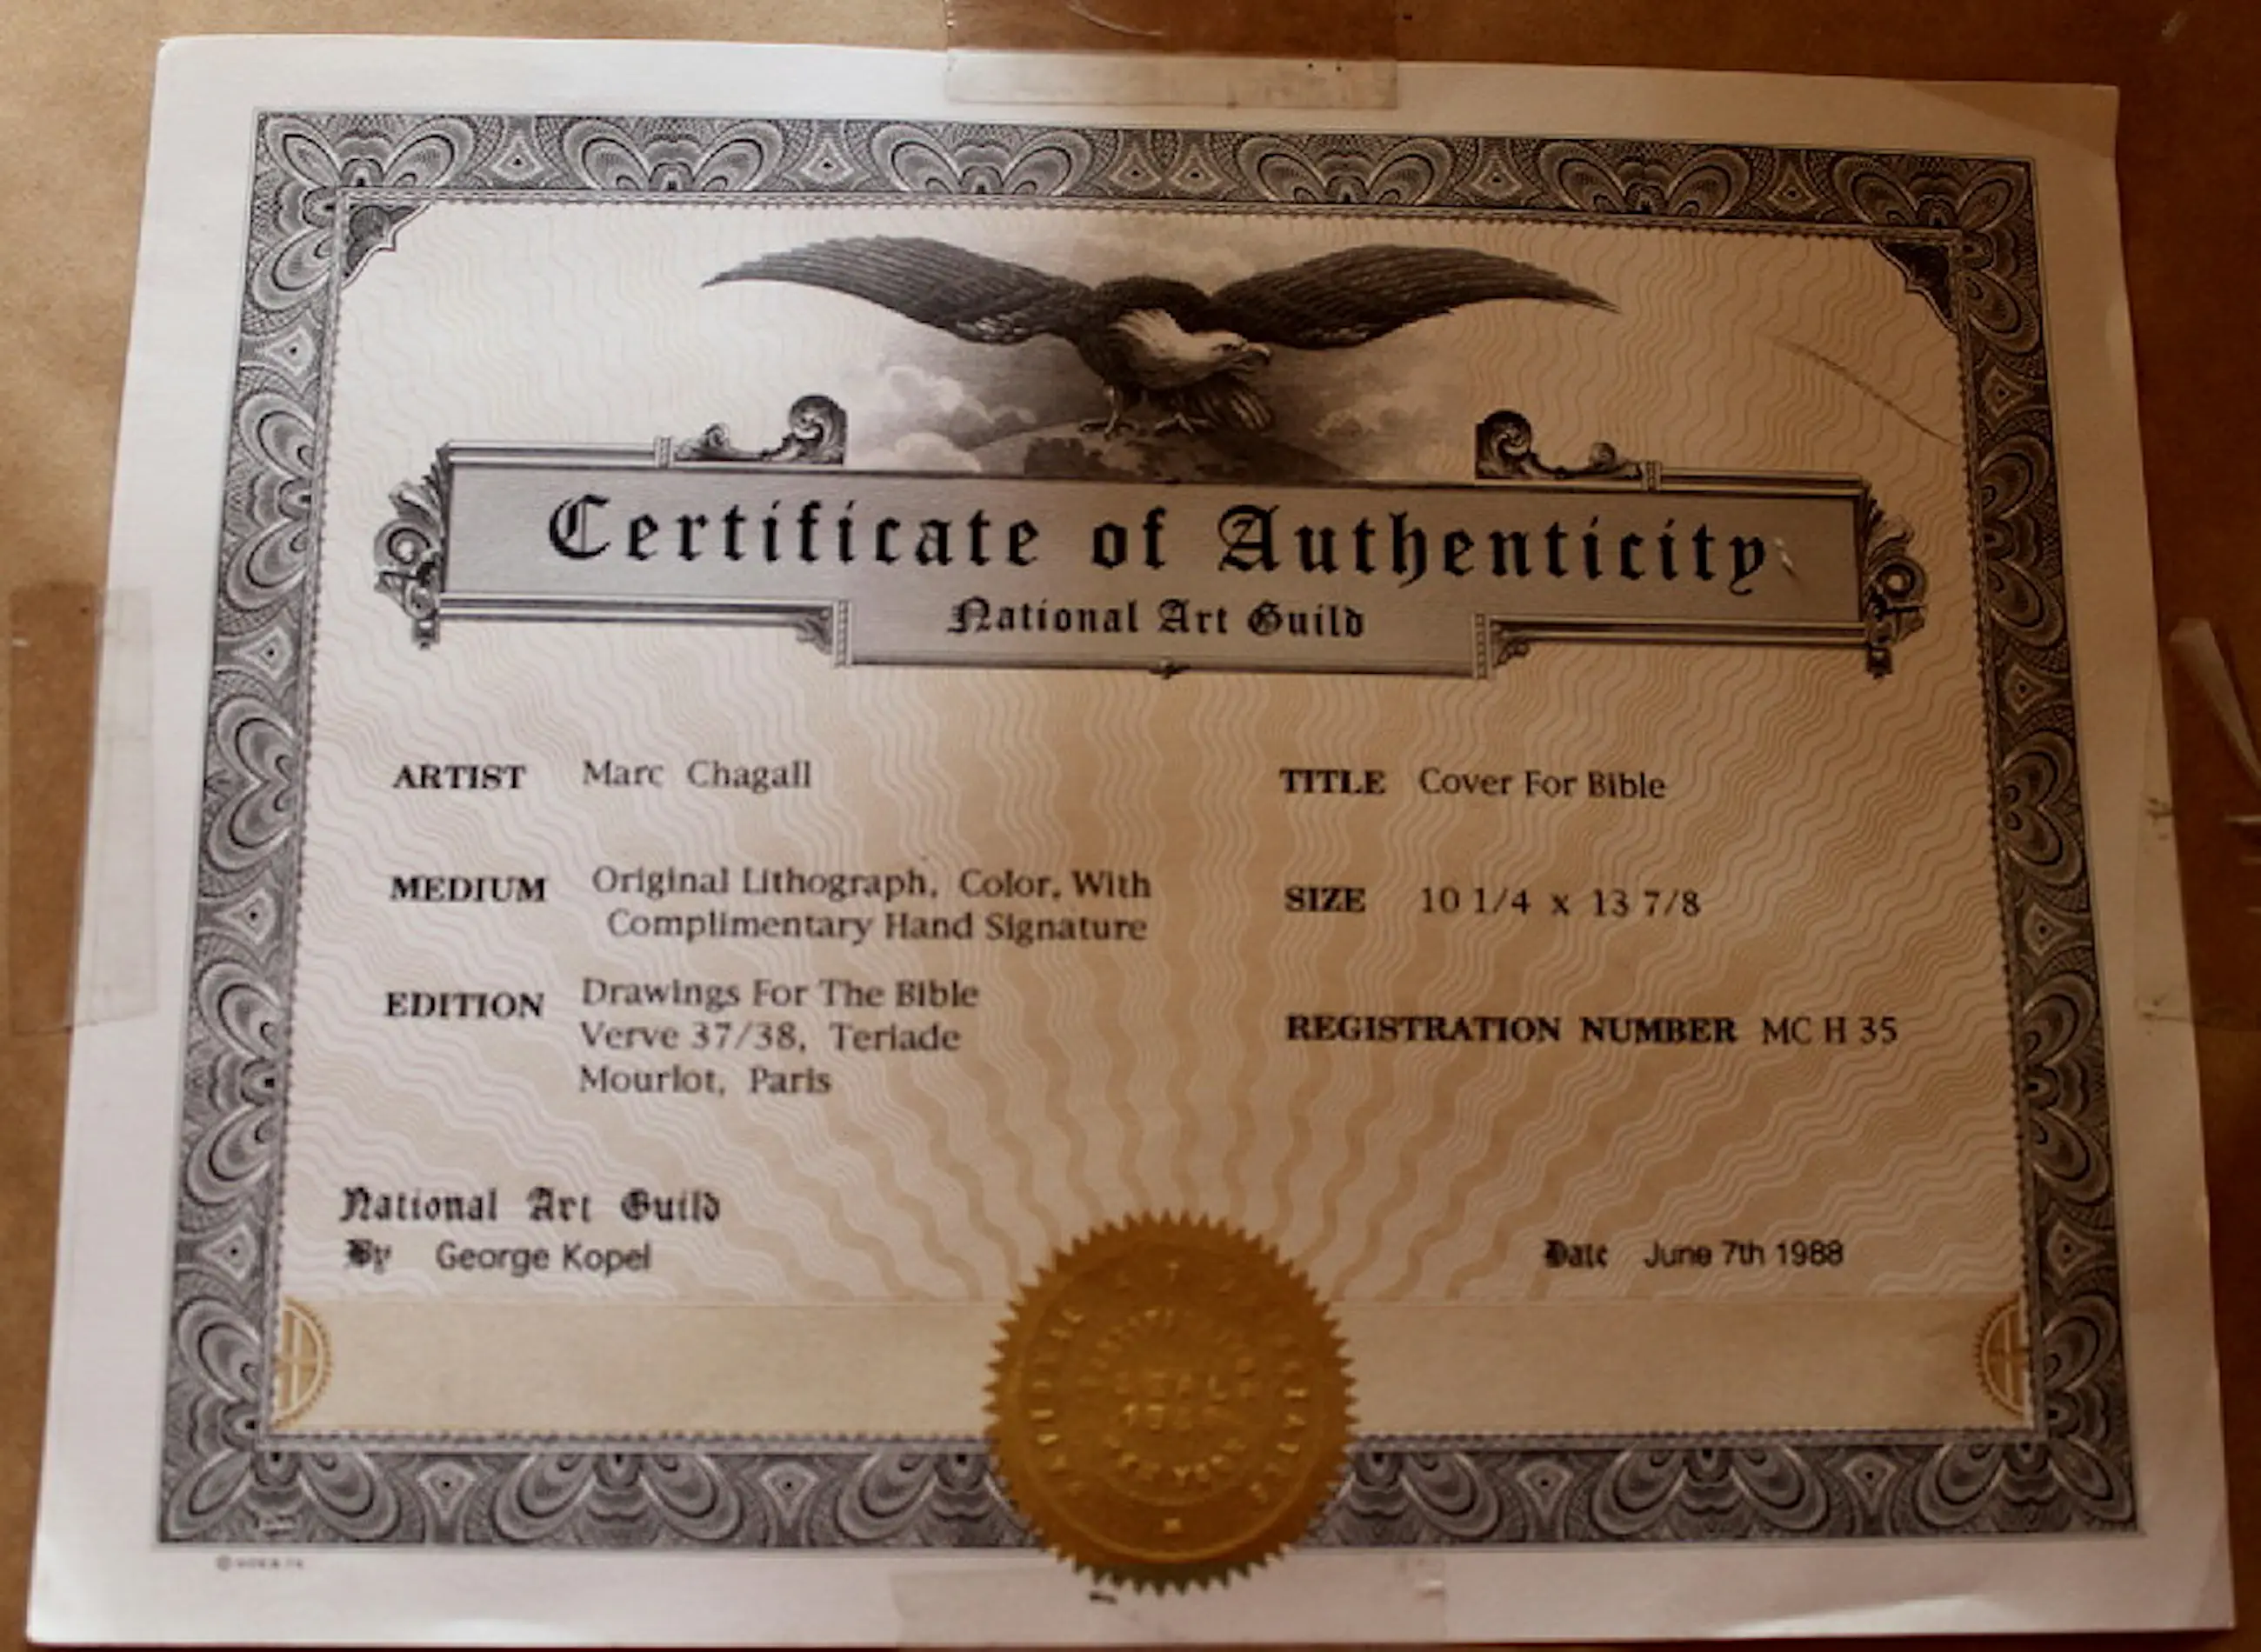 Certificate of Authenticity
National Art Guild
ARTIST Marc Chagall
TITLE Cover For Bible
MEDIUM Original Lithograph, Color, With
Complimentary Hand Signature
SIZE 10 1/4 x 13 7/8
EDITION Drawings For The Bible
Verve 37/38, Teriade
Mourlot, Paris
REGISTRATION NUMBER MC H 35
National Art Guild
By George Kopel
Date June 7th 1988
SEAL